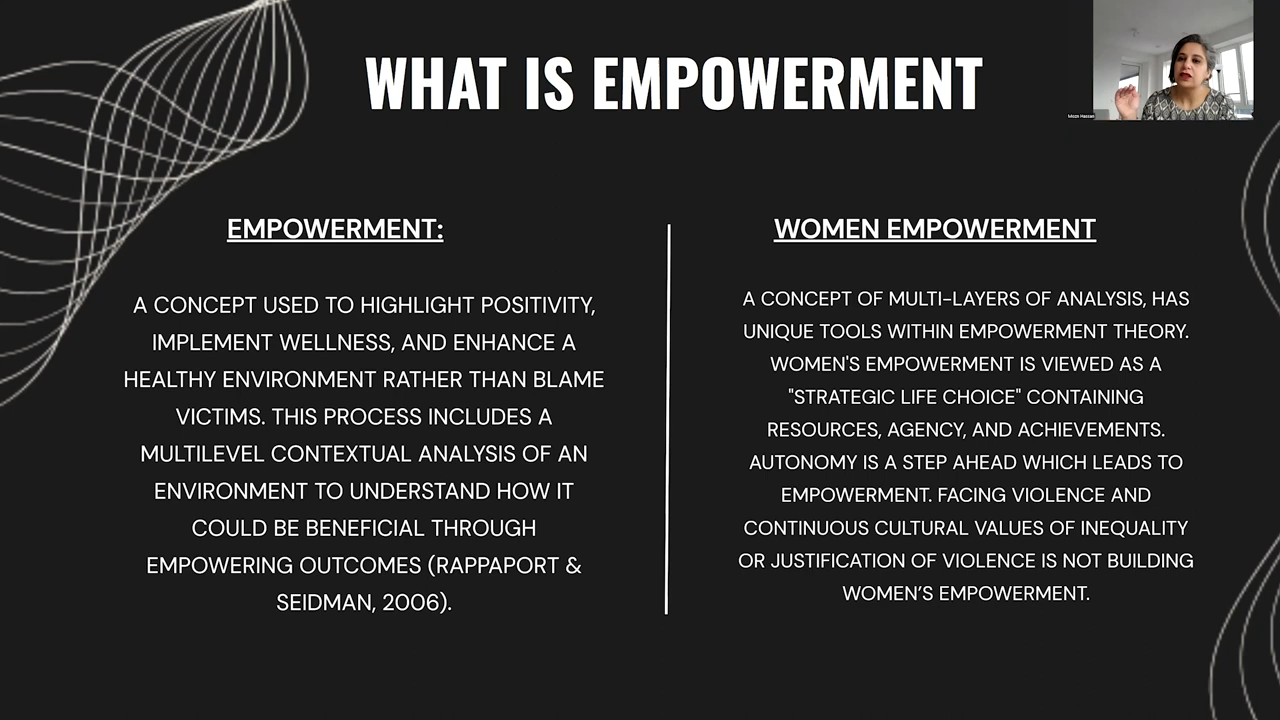 WHAT IS EMPOWERMENT
Moon Hassan
EMPOWERMENT:
A CONCEPT USED TO HIGHLIGHT POSITIVITY,
IMPLEMENT WELLNESS, AND ENHANCE A
HEALTHY ENVIRONMENT RATHER THAN BLAME
VICTIMS. THIS PROCESS INCLUDES A
MULTILEVEL CONTEXTUAL ANALYSIS OF AN
ENVIRONMENT TO UNDERSTAND HOW IT
COULD BE BENEFICIAL THROUGH
EMPOWERING OUTCOMES (RAPPAPORT &
SEIDMAN, 2006).
WOMEN EMPOWERMENT
A CONCEPT OF MULTI-LAYERS OF ANALYSIS, HAS
UNIQUE TOOLS WITHIN EMPOWERMENT THEORY.
WOMEN'S EMPOWERMENT IS VIEWED AS A
"STRATEGIC LIFE CHOICE" CONTAINING
RESOURCES, AGENCY, AND ACHIEVEMENTS.
AUTONOMY IS A STEP AHEAD WHICH LEADS TO
EMPOWERMENT. FACING VIOLENCE AND
CONTINUOUS CULTURAL VALUES OF INEQUALITY
OR JUSTIFICATION OF VIOLENCE IS NOT BUILDING
WOMEN’S EMPOWERMENT.